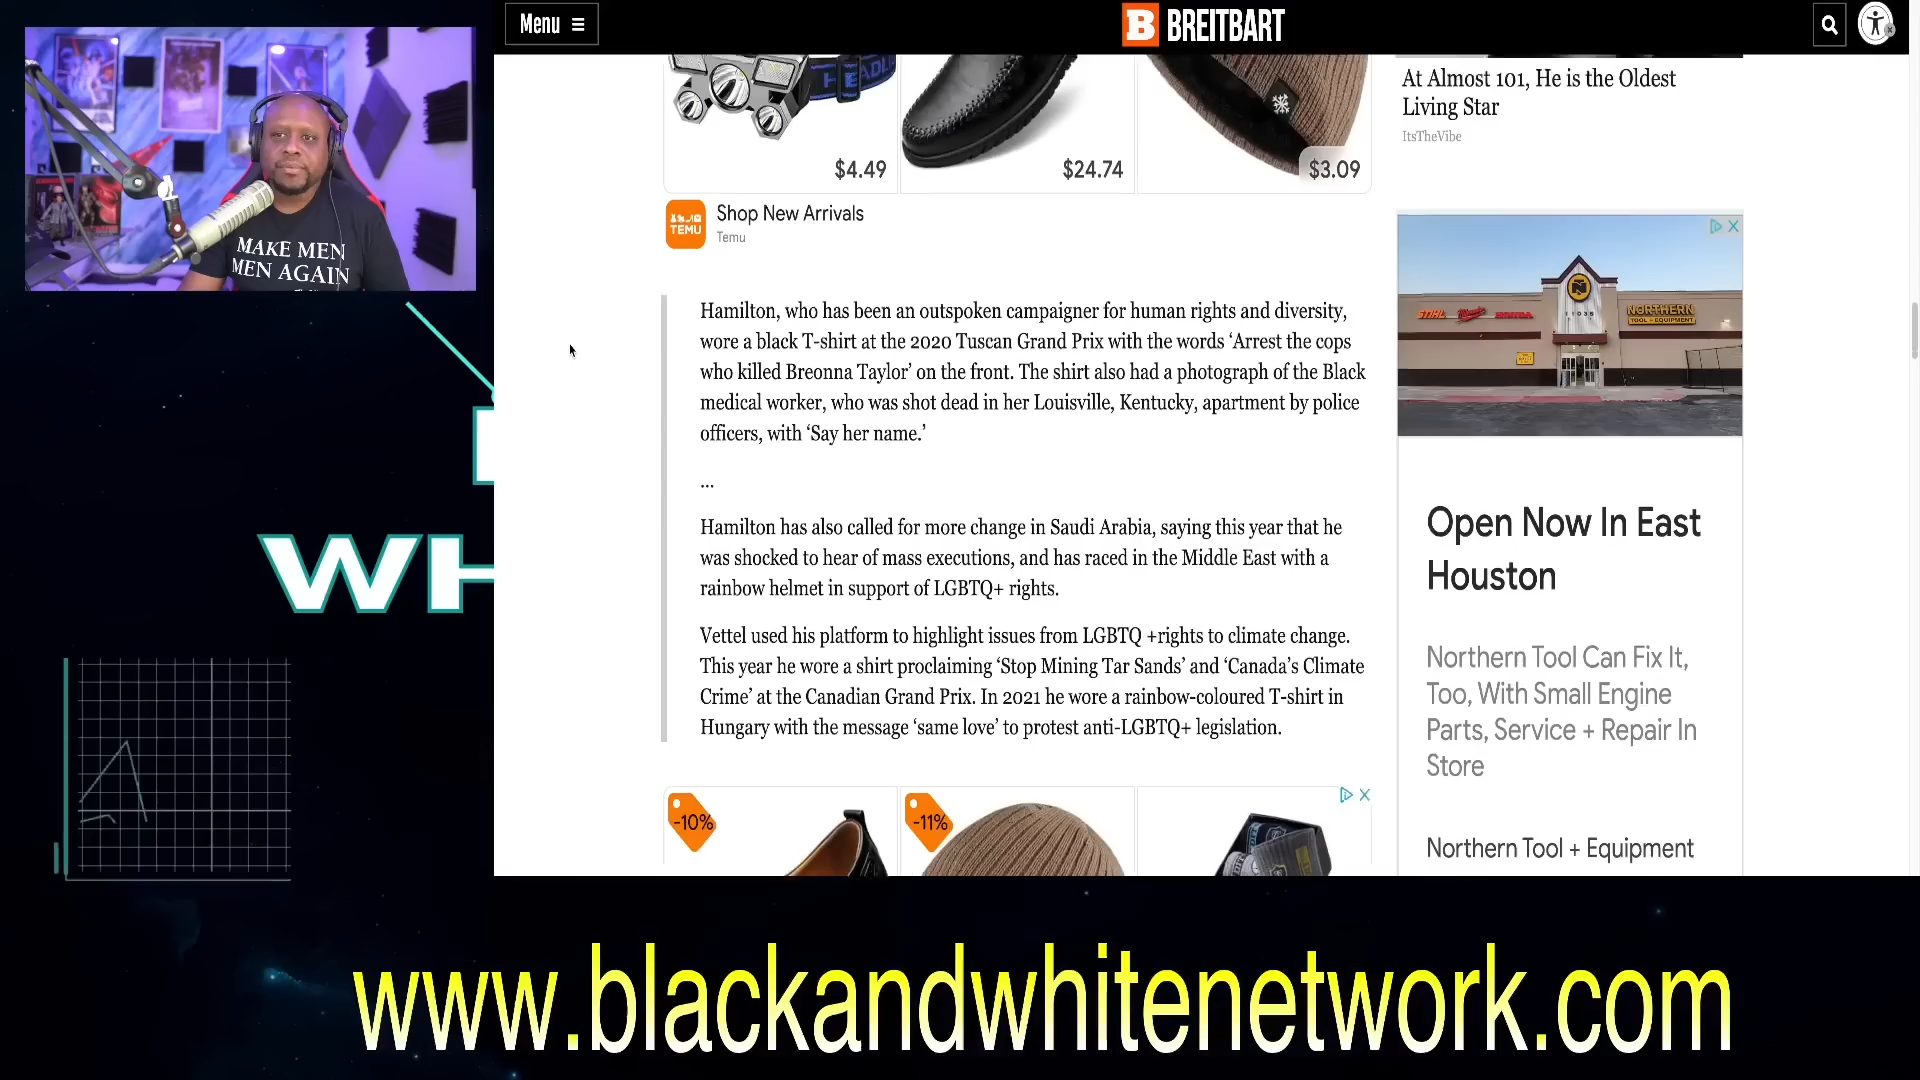 MAKE MEN
MEN AGAIN
WH
Menu
B BREITBART
$4.49
$24.74
$3.09
TEMU
Shop New Arrivals
Temu
Hamilton, who has been an outspoken campaigner for human rights and diversity,
wore a black T-shirt at the 2020 Tuscan Grand Prix with the words ‘Arrest the cops
who killed Breonna Taylor’ on the front. The shirt also had a photograph of the Black
medical worker, who was shot dead in her Louisville, Kentucky, apartment by police
officers, with ‘Say her name.’
...
Hamilton has also called for more change in Saudi Arabia, saying this year that he
was shocked to hear of mass executions, and has raced in the Middle East with a
rainbow helmet in support of LGBTQ+ rights.
Vettel used his platform to highlight issues from LGBTQ +rights to climate change.
This year he wore a shirt proclaiming ‘Stop Mining Tar Sands’ and ‘Canada’s Climate
Crime’ at the Canadian Grand Prix. In 2021 he wore a rainbow-coloured T-shirt in
Hungary with the message ‘same love’ to protest anti-LGBTQ+ legislation.
-10%
-11%
At Almost 101, He is the Oldest
Living Star
ItsTheVibe
STIHL
HONDA
N
11035
NORTHERN
TOOL + EQUIPMENT
Open Now In East
Houston
Northern Tool Can Fix It,
Too, With Small Engine
Parts, Service + Repair In
Store
Northern Tool + Equipment
www.blackandwhitenetwork.com